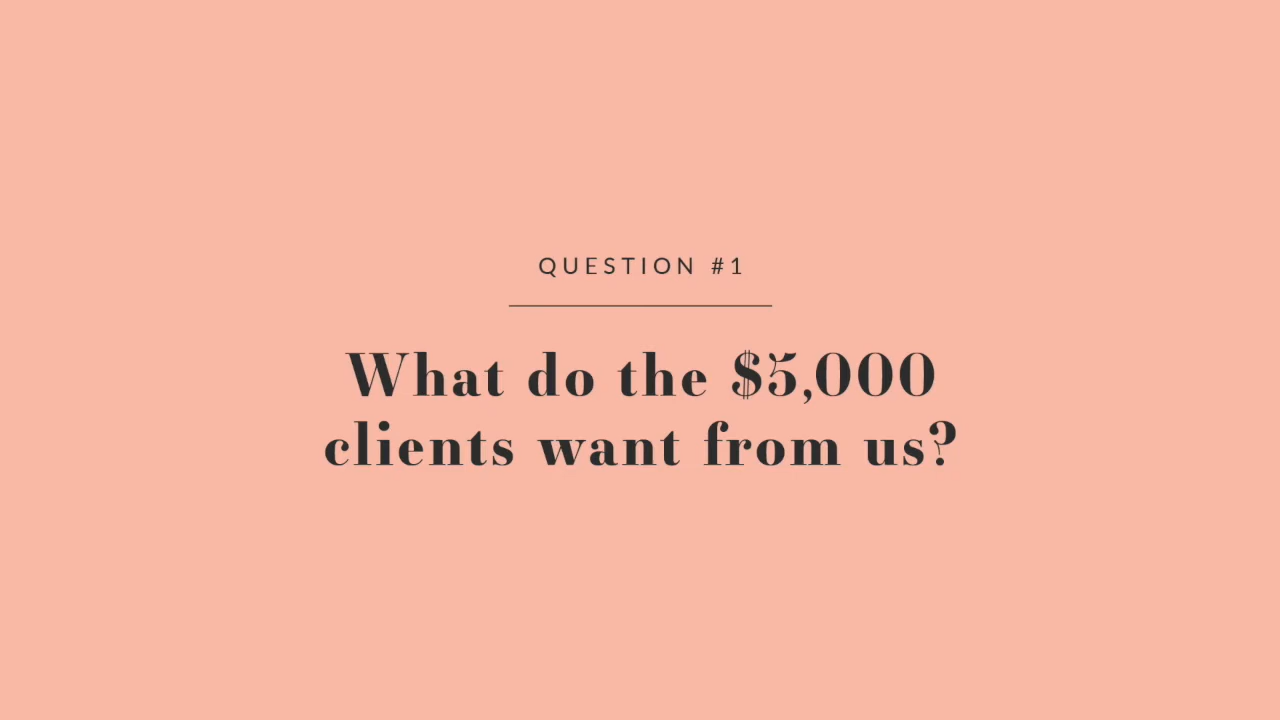 QUESTION #1
What do the $5,000
clients want from us?